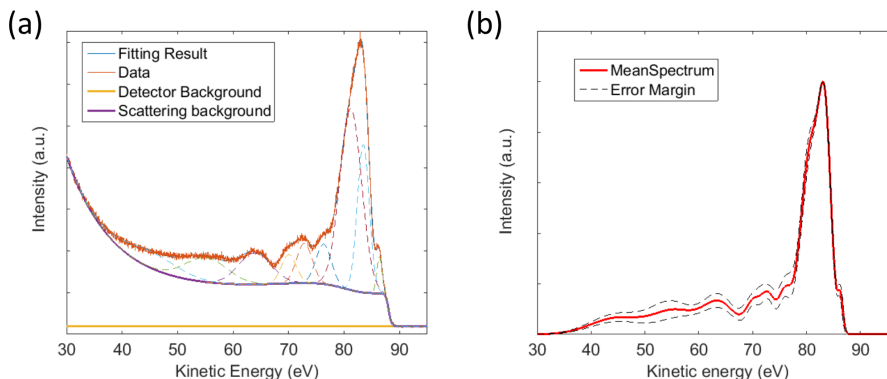 (a)
Fitting Result
Data
Detector Background
Scattering background
Intensity (a.u.)
30 40 50 60 70 80 90
Kinetic Energy (eV)
(b)
MeanSpectrum
Error Margin
Intensity (a.u.)
30 40 50 60 70 80 90
Kinetic energy (eV)